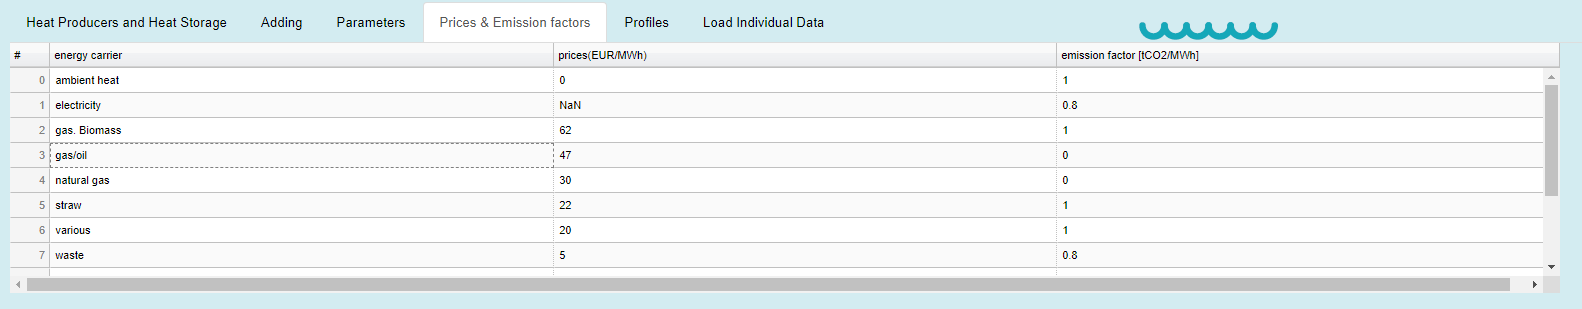 Heat Producers and Heat Storage Adding Parameters Prices & Emission factors Profiles Load Individual Data
# energy carrier prices(EUR/MWh) emission factor [tCO2/MWh]
0 ambient heat 0 1
1 electricity NaN 0.8
2 gas. Biomass 62 1
3 gas/oil 47 0
4 natural gas 30 0
5 straw 22 1
6 various 20 1
7 waste 5 0.8